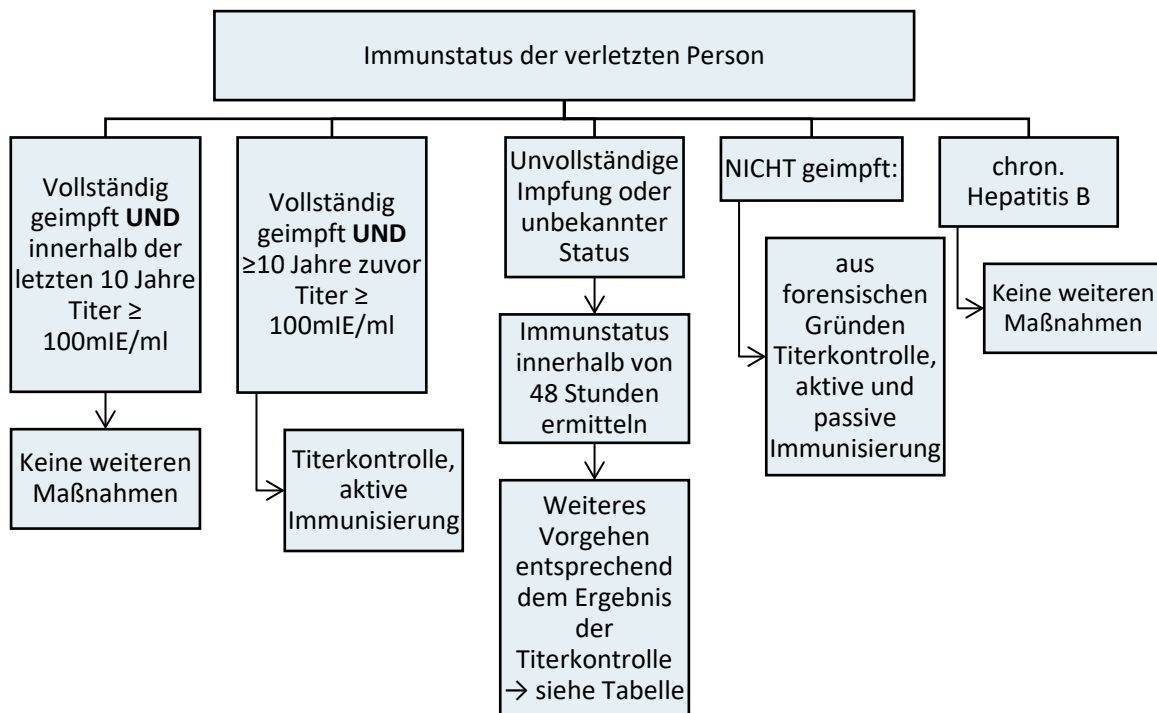 Immunstatus der verletzten Person
Vollständig
geimpft UND
innerhalb der
letzten 10 Jahre
Titer ≥
100mIE/ml
Keine weiteren
Maßnahmen
Vollständig
geimpft UND
≥10 Jahre zuvor
Titer ≥
100mIE/ml
Titerkontrolle,
aktive
Immunisierung
Unvollständige
Impfung oder
unbekannter
Status
Immunstatus
innerhalb von
48 Stunden
ermitteln
Weiteres
Vorgehen
entsprechend
dem Ergebnis
der
Titerkontrolle
→ siehe Tabelle
NICHT geimpft:
aus
forensischen
Gründen
Titerkontrolle,
aktive und
passive
Immunisierung
chron.
Hepatitis B
Keine weiteren
Maßnahmen